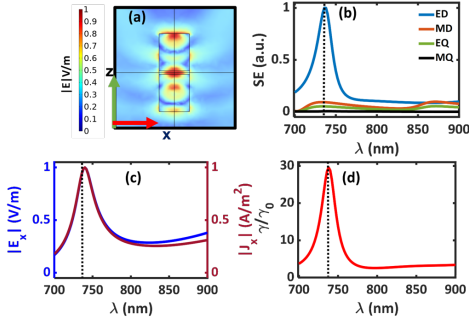 (a)
|E|V/m
1
0.9
0.8
0.7
0.6
0.5
0.4
0.3
0.2
0.1
0
z
x
(b)
SE (a.u.)
1
0.5
0
ED
MD
EQ
MQ
700 750 800 850 900
λ (nm)
(c)
|Eₓ| (V/m)
1
0.5
0
|Jₓ| (A/m²)
1
0.5
0
700 750 800 850 900
λ (nm)
(d)
γ/γ₀
30
20
10
0
700 750 800 850 900
λ (nm)